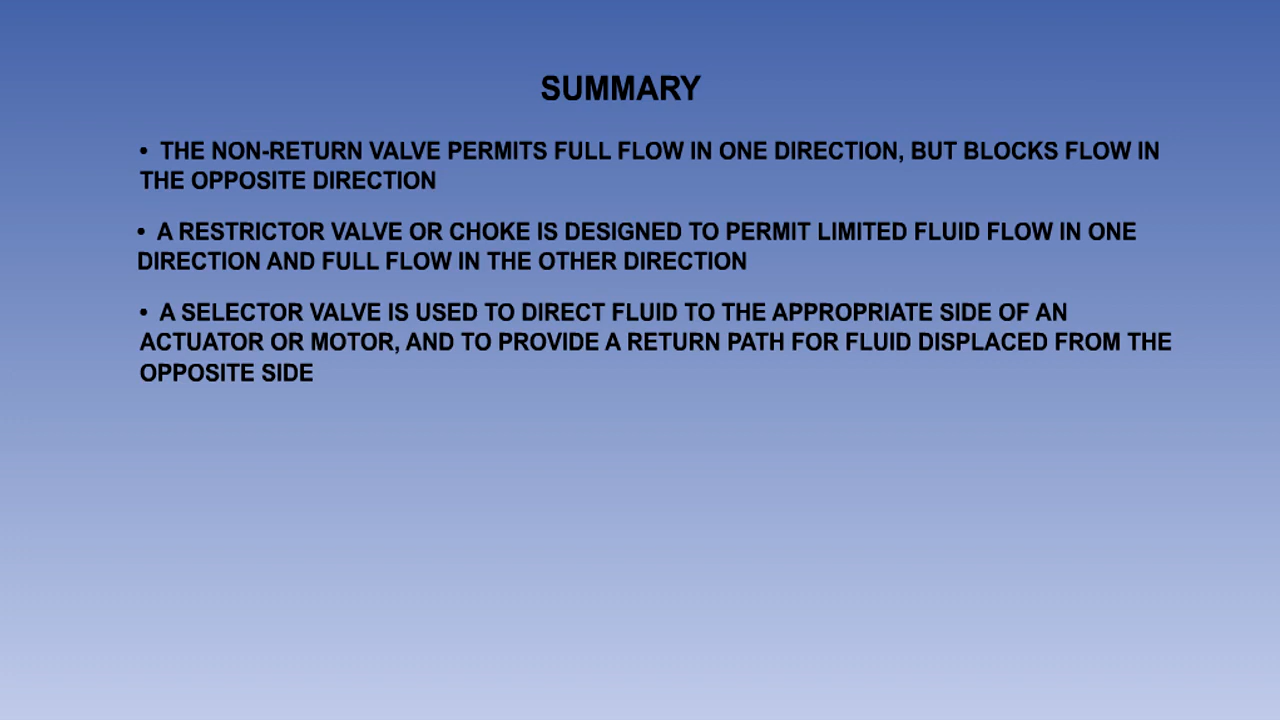 SUMMARY
• THE NON-RETURN VALVE PERMITS FULL FLOW IN ONE DIRECTION, BUT BLOCKS FLOW IN
THE OPPOSITE DIRECTION
• A RESTRICTOR VALVE OR CHOKE IS DESIGNED TO PERMIT LIMITED FLUID FLOW IN ONE
DIRECTION AND FULL FLOW IN THE OTHER DIRECTION
• A SELECTOR VALVE IS USED TO DIRECT FLUID TO THE APPROPRIATE SIDE OF AN
ACTUATOR OR MOTOR, AND TO PROVIDE A RETURN PATH FOR FLUID DISPLACED FROM THE
OPPOSITE SIDE